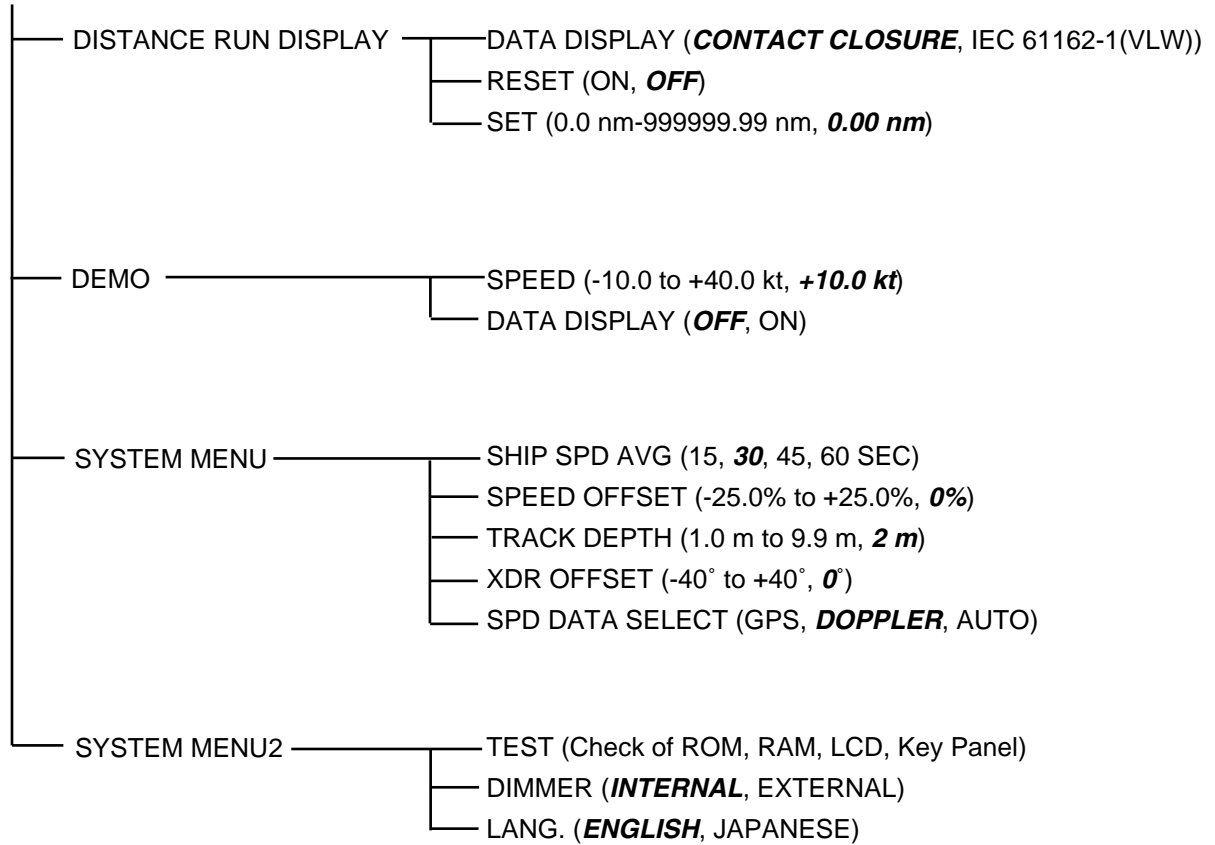 DISTANCE RUN DISPLAY
DATA DISPLAY (CONTACT CLOSURE, IEC 61162-1(VLW))
RESET (ON, OFF)
SET (0.0 nm-999999.99 nm, 0.00 nm)
DEMO
SPEED (-10.0 to +40.0 kt, +10.0 kt)
DATA DISPLAY (OFF, ON)
SYSTEM MENU
SHIP SPD AVG (15, 30, 45, 60 SEC)
SPEED OFFSET (-25.0% to +25.0%, 0%)
TRACK DEPTH (1.0 m to 9.9 m, 2 m)
XDR OFFSET (-40˚ to +40˚, 0˚)
SPD DATA SELECT (GPS, DOPPLER, AUTO)
SYSTEM MENU2
TEST (Check of ROM, RAM, LCD, Key Panel)
DIMMER (INTERNAL, EXTERNAL)
LANG. (ENGLISH, JAPANESE)